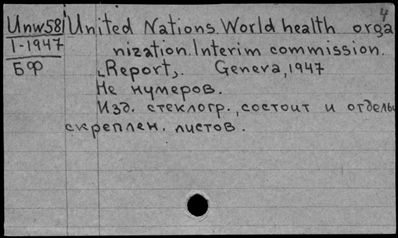 4
Unw58 United Nations. World health orga
1-1947 nization. Interim commission.
БФ „Report„. Geneva, 1947
Не нумеров.
Изд. стеклогр., состоит и отдельн
скреплен. листов.